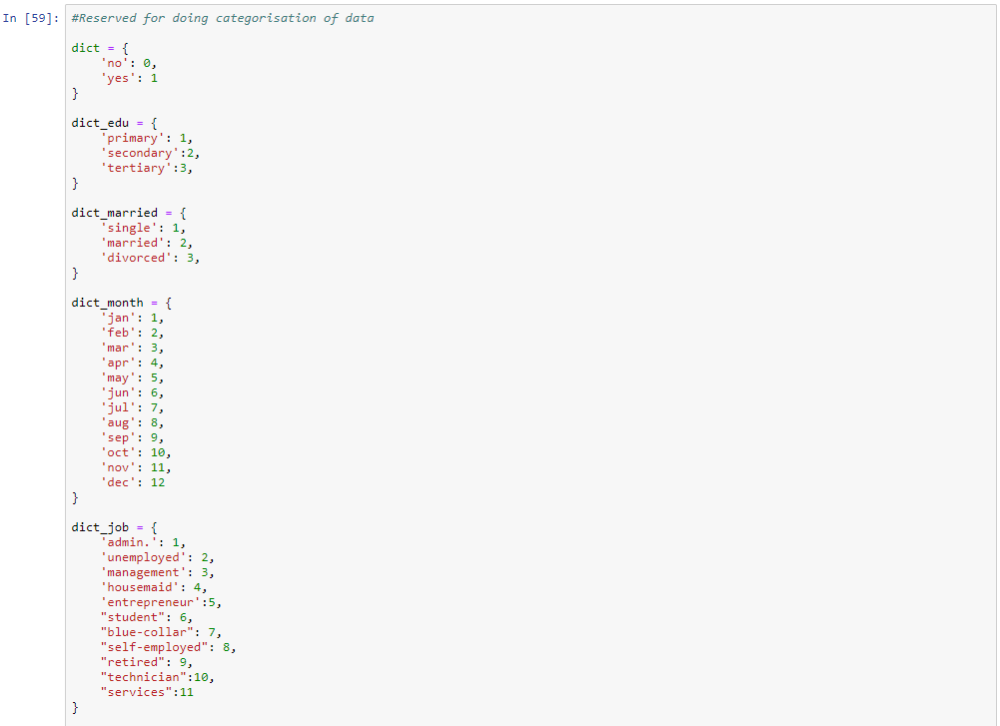 In [59]: #Reserved for doing categorisation of data
dict = {
    'no': 0,
    'yes': 1
}
dict_edu = {
    'primary': 1,
    'secondary':2,
    'tertiary':3,
}
dict_married = {
    'single': 1,
    'married': 2,
    'divorced': 3,
}
dict_month = {
    'jan': 1,
    'feb': 2,
    'mar': 3,
    'apr': 4,
    'may': 5,
    'jun': 6,
    'jul': 7,
    'aug': 8,
    'sep': 9,
    'oct': 10,
    'nov': 11,
    'dec': 12
}
dict_job = {
    'admin.': 1,
    'unemployed': 2,
    'management': 3,
    'housemaid': 4,
    'entrepreneur':5,
    "student": 6,
    "blue-collar": 7,
    "self-employed": 8,
    "retired": 9,
    "technician":10,
    "services":11
}